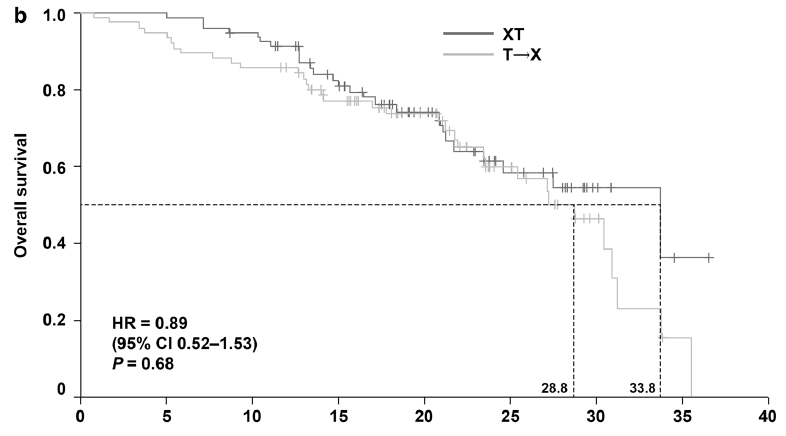 b
1.0
0.8
0.6
0.4
0.2
0
Overall survival
XT
T→X
HR = 0.89
(95% CI 0.52–1.53)
P = 0.68
28.8
33.8
0 5 10 15 20 25 30 35 40